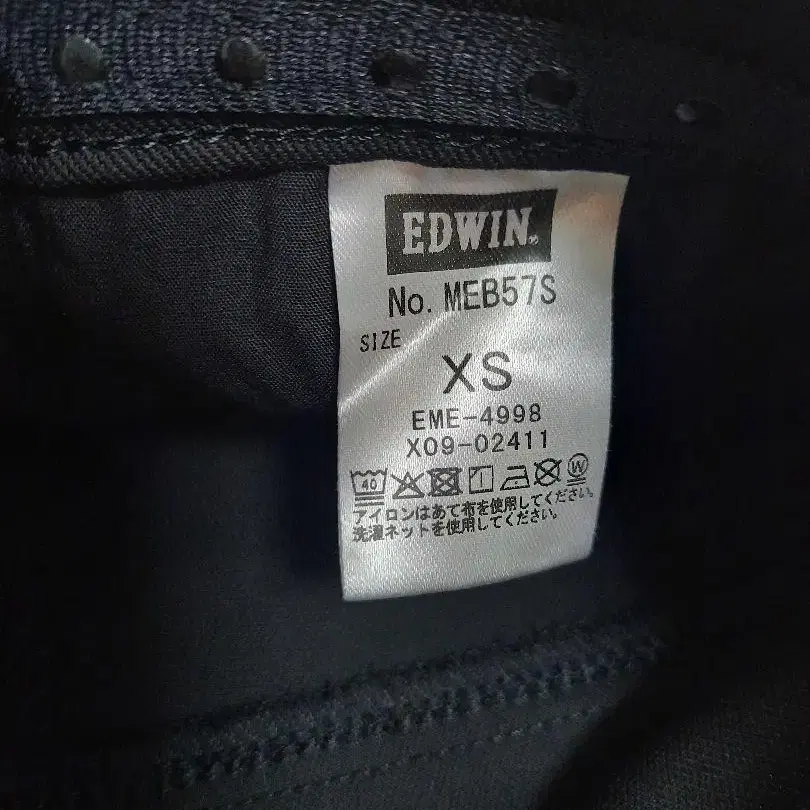 EDWIN
No. MEB57S
SIZE
XS
EME-4998
X09-02411
40 W
アイロンはあて布を使用してください。
洗濯ネットを使用してください。